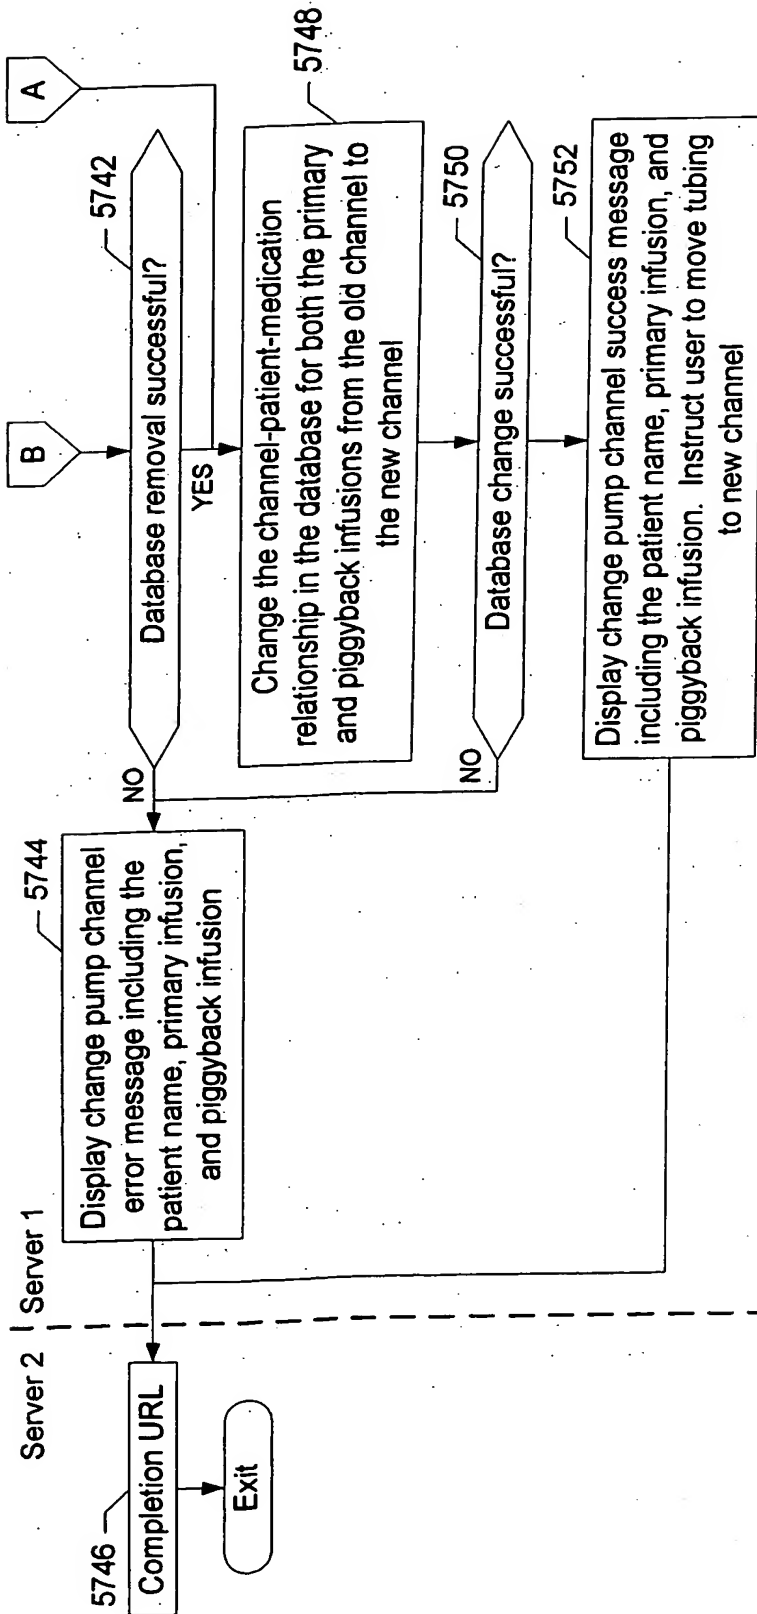 Server 2
Server 1
B
A
5742
Database removal successful?
NO
YES
5744
Display change pump channel
error message including the
patient name, primary infusion,
and piggyback infusion
5746
Completion URL
Exit
5748
Change the channel-patient-medication
relationship in the database for both the primary
and piggyback infusions from the old channel to
the new channel
5750
Database change successful?
NO
5752
Display change pump channel success message
including the patient name, primary infusion, and
piggyback infusion. Instruct user to move tubing
to new channel